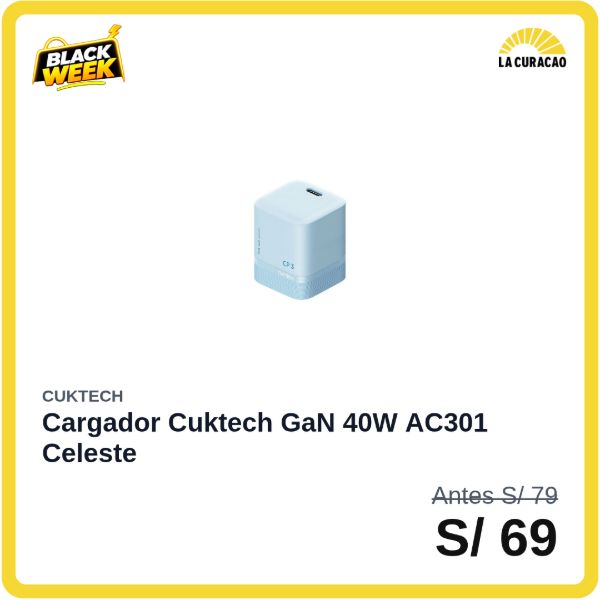 BLACK
WEEK
LA CURACAO
CUKTECH
Cargador Cuktech GaN 40W AC301
Celeste
Antes S/ 79
S/ 69